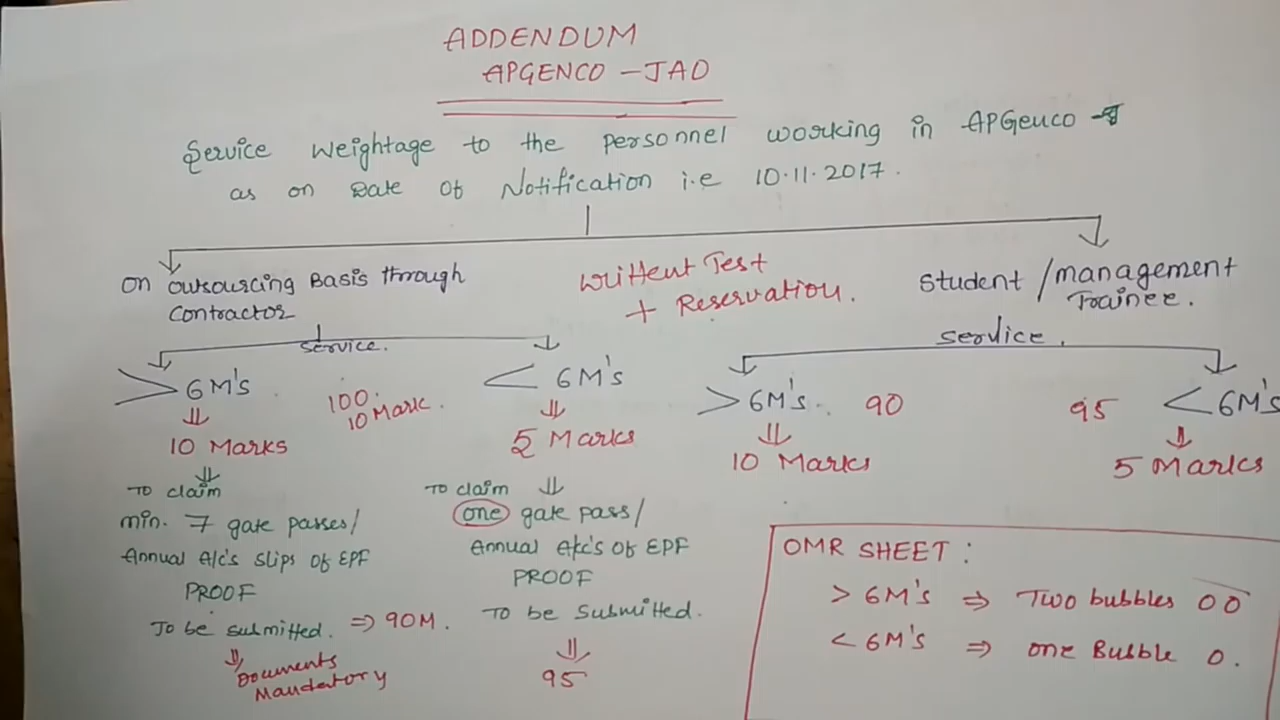 ADDENDUM
APGENCO - JAO
Service weightage to the personnel working in APGenco
as on Date of Notification i.e 10.11.2017.
On outsourcing Basis through
Contractor
Written Test
+ Reservation.
Student / management
Trainee.
service.
service.
> 6M's
100.
10 Mark.
< 6M's
> 6M's.
90
95
< 6M's
⇓
⇓
⇓
⇓
10 Marks
5 Marks
10 Marks
5 Marks
⇓
To claim
min. 7 gate passes/
Annual A/c's slips of EPF
PROOF
To be submitted. ⇒ 90M.
⇓
Documents
Mandatory
To claim ⇓
one gate pass/
Annual A/c's of EPF
PROOF
To be submitted.
⇓
95
OMR SHEET :
> 6M's ⇒ Two bubbles 0 0
< 6M's ⇒ one Bubble 0.